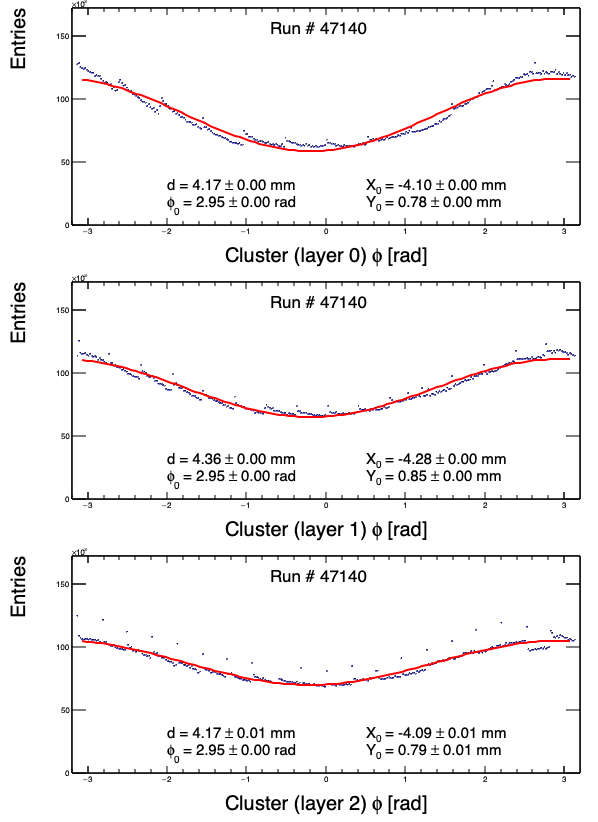 ×10²
Entries
150
100
50
0
Run # 47140
d = 4.17 ± 0.00 mm
X₀ = -4.10 ± 0.00 mm
ϕ₀ = 2.95 ± 0.00 rad
Y₀ = 0.78 ± 0.00 mm
−3 −2 −1 0 1 2 3
Cluster (layer 0) ϕ [rad]
×10²
Entries
150
100
50
0
Run # 47140
d = 4.36 ± 0.00 mm
X₀ = -4.28 ± 0.00 mm
ϕ₀ = 2.95 ± 0.00 rad
Y₀ = 0.85 ± 0.00 mm
−3 −2 −1 0 1 2 3
Cluster (layer 1) ϕ [rad]
×10²
Entries
150
100
50
0
Run # 47140
d = 4.17 ± 0.01 mm
X₀ = -4.09 ± 0.01 mm
ϕ₀ = 2.95 ± 0.00 rad
Y₀ = 0.79 ± 0.01 mm
−3 −2 −1 0 1 2 3
Cluster (layer 2) ϕ [rad]